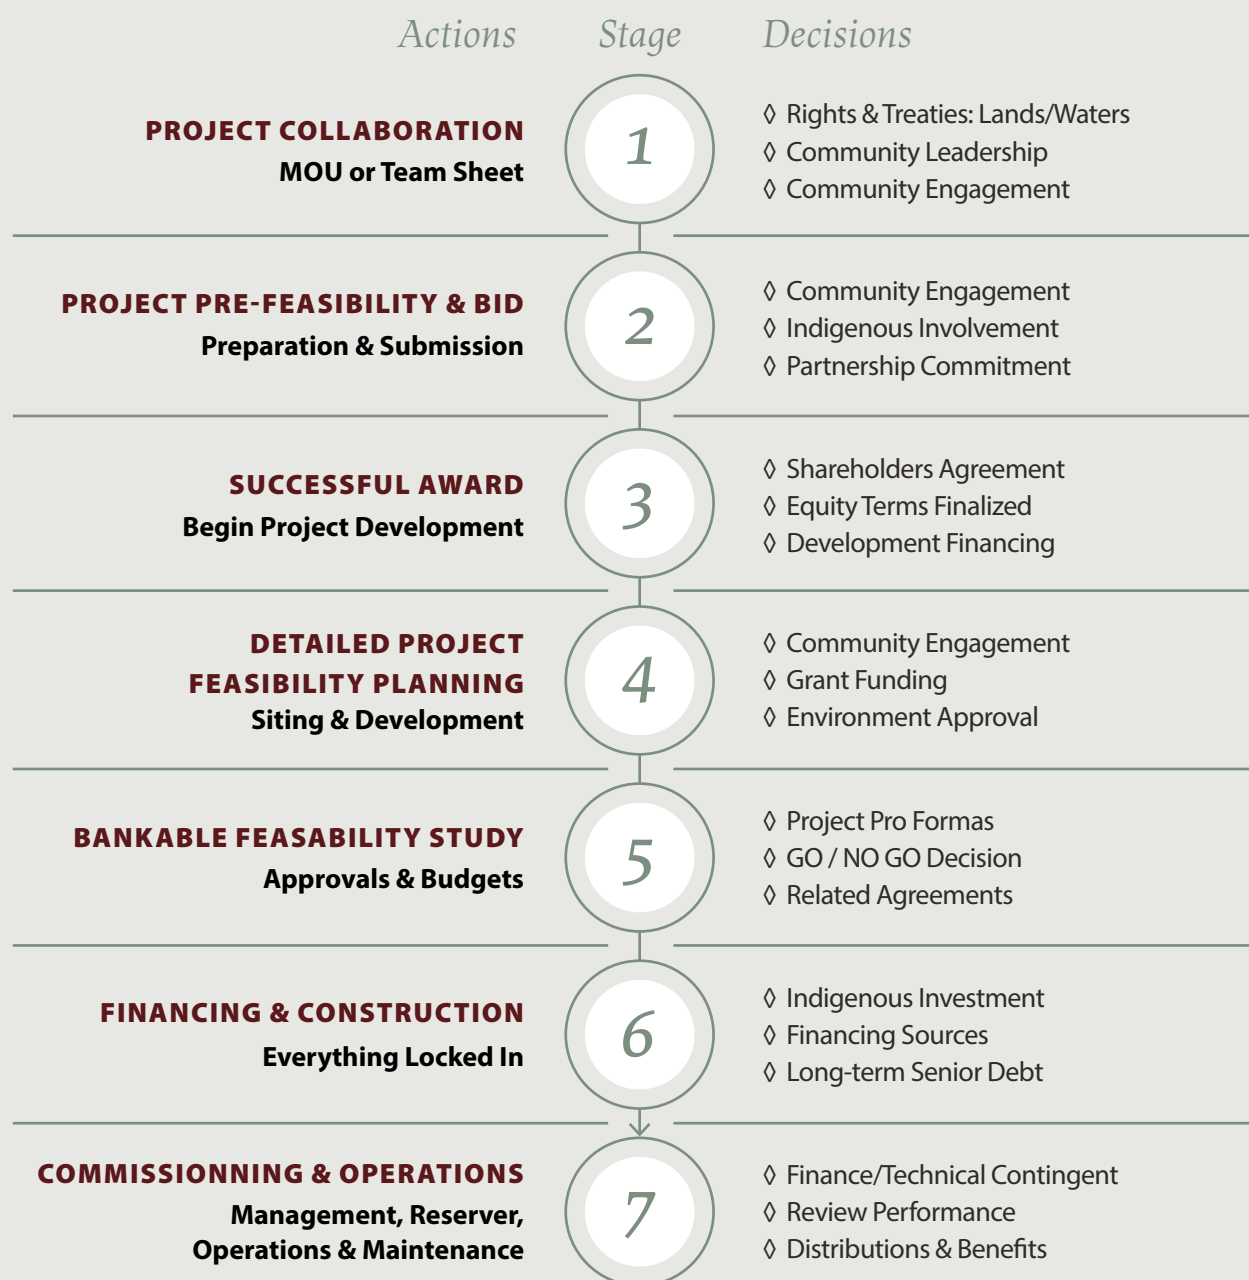 Actions Stage Decisions
PROJECT COLLABORATION
MOU or Team Sheet
1
◊ Rights & Treaties: Lands/Waters
◊ Community Leadership
◊ Community Engagement
PROJECT PRE-FEASIBILITY & BID
Preparation & Submission
2
◊ Community Engagement
◊ Indigenous Involvement
◊ Partnership Commitment
SUCCESSFUL AWARD
Begin Project Development
3
◊ Shareholders Agreement
◊ Equity Terms Finalized
◊ Development Financing
DETAILED PROJECT
FEASIBILITY PLANNING
Siting & Development
4
◊ Community Engagement
◊ Grant Funding
◊ Environment Approval
BANKABLE FEASABILITY STUDY
Approvals & Budgets
5
◊ Project Pro Formas
◊ GO / NO GO Decision
◊ Related Agreements
FINANCING & CONSTRUCTION
Everything Locked In
6
◊ Indigenous Investment
◊ Financing Sources
◊ Long-term Senior Debt
COMMISSIONNING & OPERATIONS
Management, Reserver,
Operations & Maintenance
7
◊ Finance/Technical Contingent
◊ Review Performance
◊ Distributions & Benefits